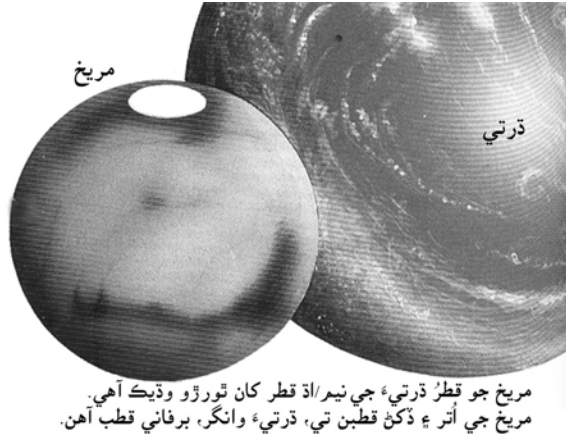 مريخ
ڌرتي
مريخ جو قطرُ ڌرتيءَ جي نيم/اڌ قطر کان ٿورڙو وڌيڪ آهي.
مريخ جي اُتر ۽ ڏکڻ قطبن تي، ڌرتيءَ وانگر، برفاني قطب آهن.